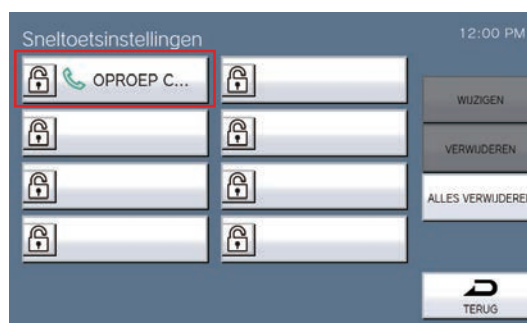 Sneltoetsinstellingen
12:00 PM
OPROEP C...
WIJZIGEN
VERWIJDEREN
ALLES VERWIJDEREN
TERUG